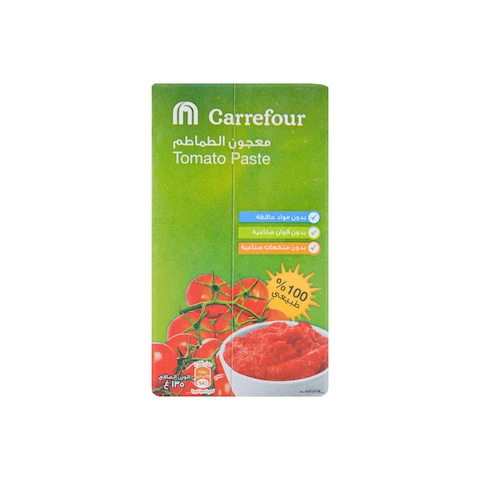 Carrefour
معجون الطماطم
Tomato Paste
بدون مواد حافظة
بدون ألوان صناعية
بدون منكهات صناعية
100%
طبيعي
الوزن الصافي
١٣٥ غ